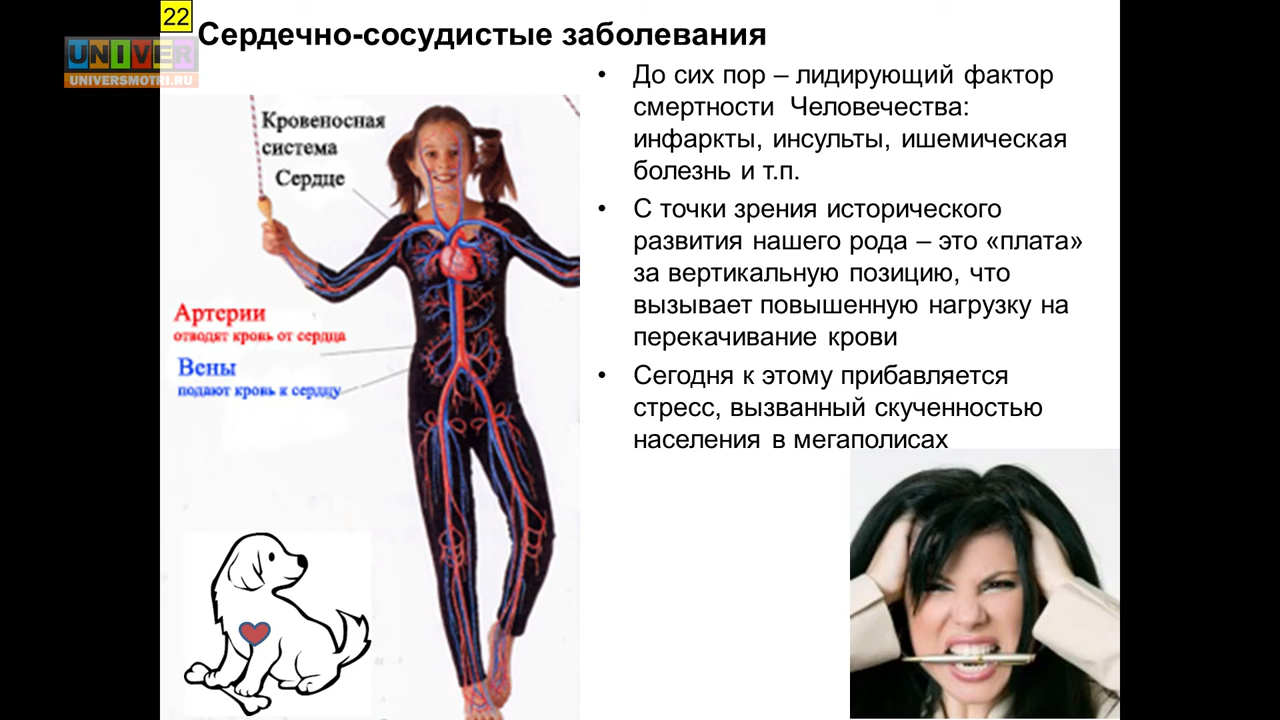 22
Сердечно-сосудистые заболевания
UNIVER
UNIVERSMOTRI.RU
Кровеносная
система
Сердце
Артерии
отводят кровь от сердца
Вены
подают кровь к сердцу
• До сих пор – лидирующий фактор
смертности Человечества:
инфаркты, инсульты, ишемическая
болезнь и т.п.
• С точки зрения исторического
развития нашего рода – это «плата»
за вертикальную позицию, что
вызывает повышенную нагрузку на
перекачивание крови
• Сегодня к этому прибавляется
стресс, вызванный скученностью
населения в мегаполисах